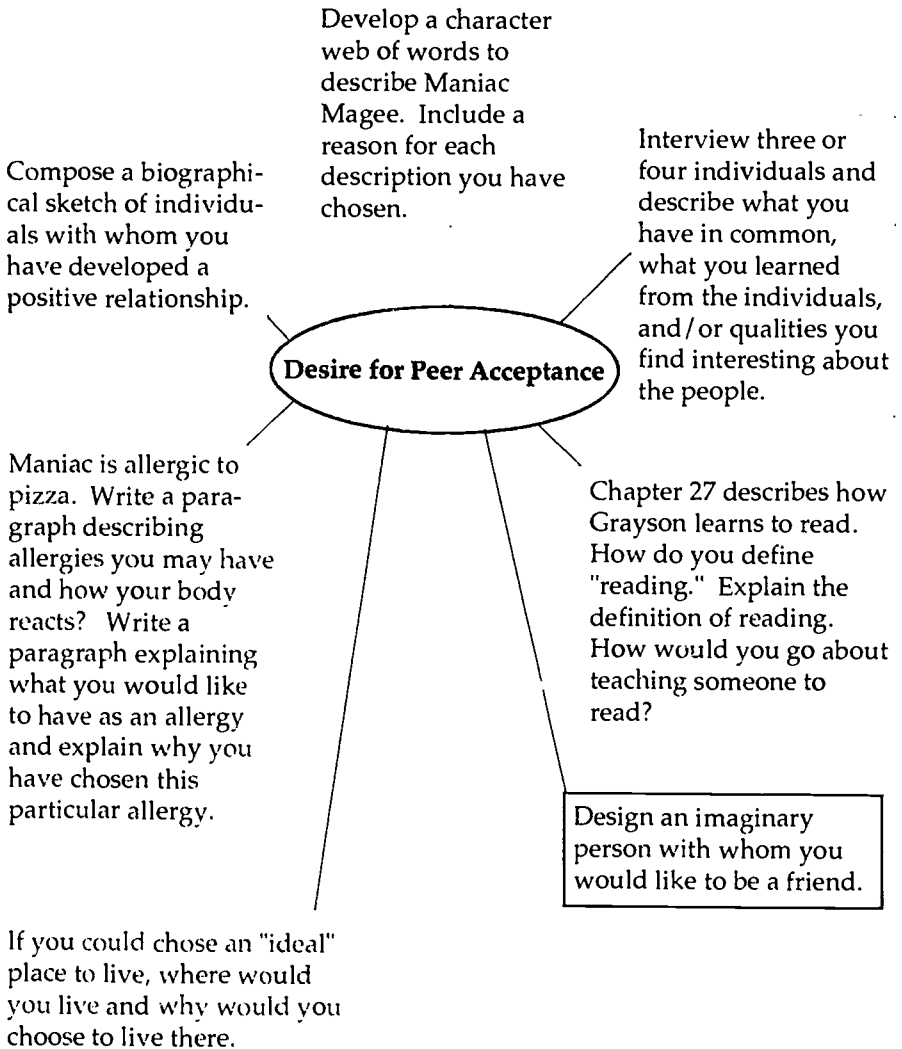 Develop a character
web of words to
describe Maniac
Magee. Include a
reason for each
description you have
chosen.
Interview three or
four individuals and
describe what you
have in common,
what you learned
from the individuals,
and/or qualities you
find interesting about
the people.
Compose a biographi-
cal sketch of individu-
als with whom you
have developed a
positive relationship.
Desire for Peer Acceptance
Maniac is allergic to
pizza. Write a para-
graph describing
allergies you may have
and how your body
reacts? Write a
paragraph explaining
what you would like
to have as an allergy
and explain why you
have chosen this
particular allergy.
Chapter 27 describes how
Grayson learns to read.
How do you define
"reading." Explain the
definition of reading.
How would you go about
teaching someone to
read?
Design an imaginary
person with whom you
would like to be a friend.
If you could chose an "ideal"
place to live, where would
you live and why would you
choose to live there.